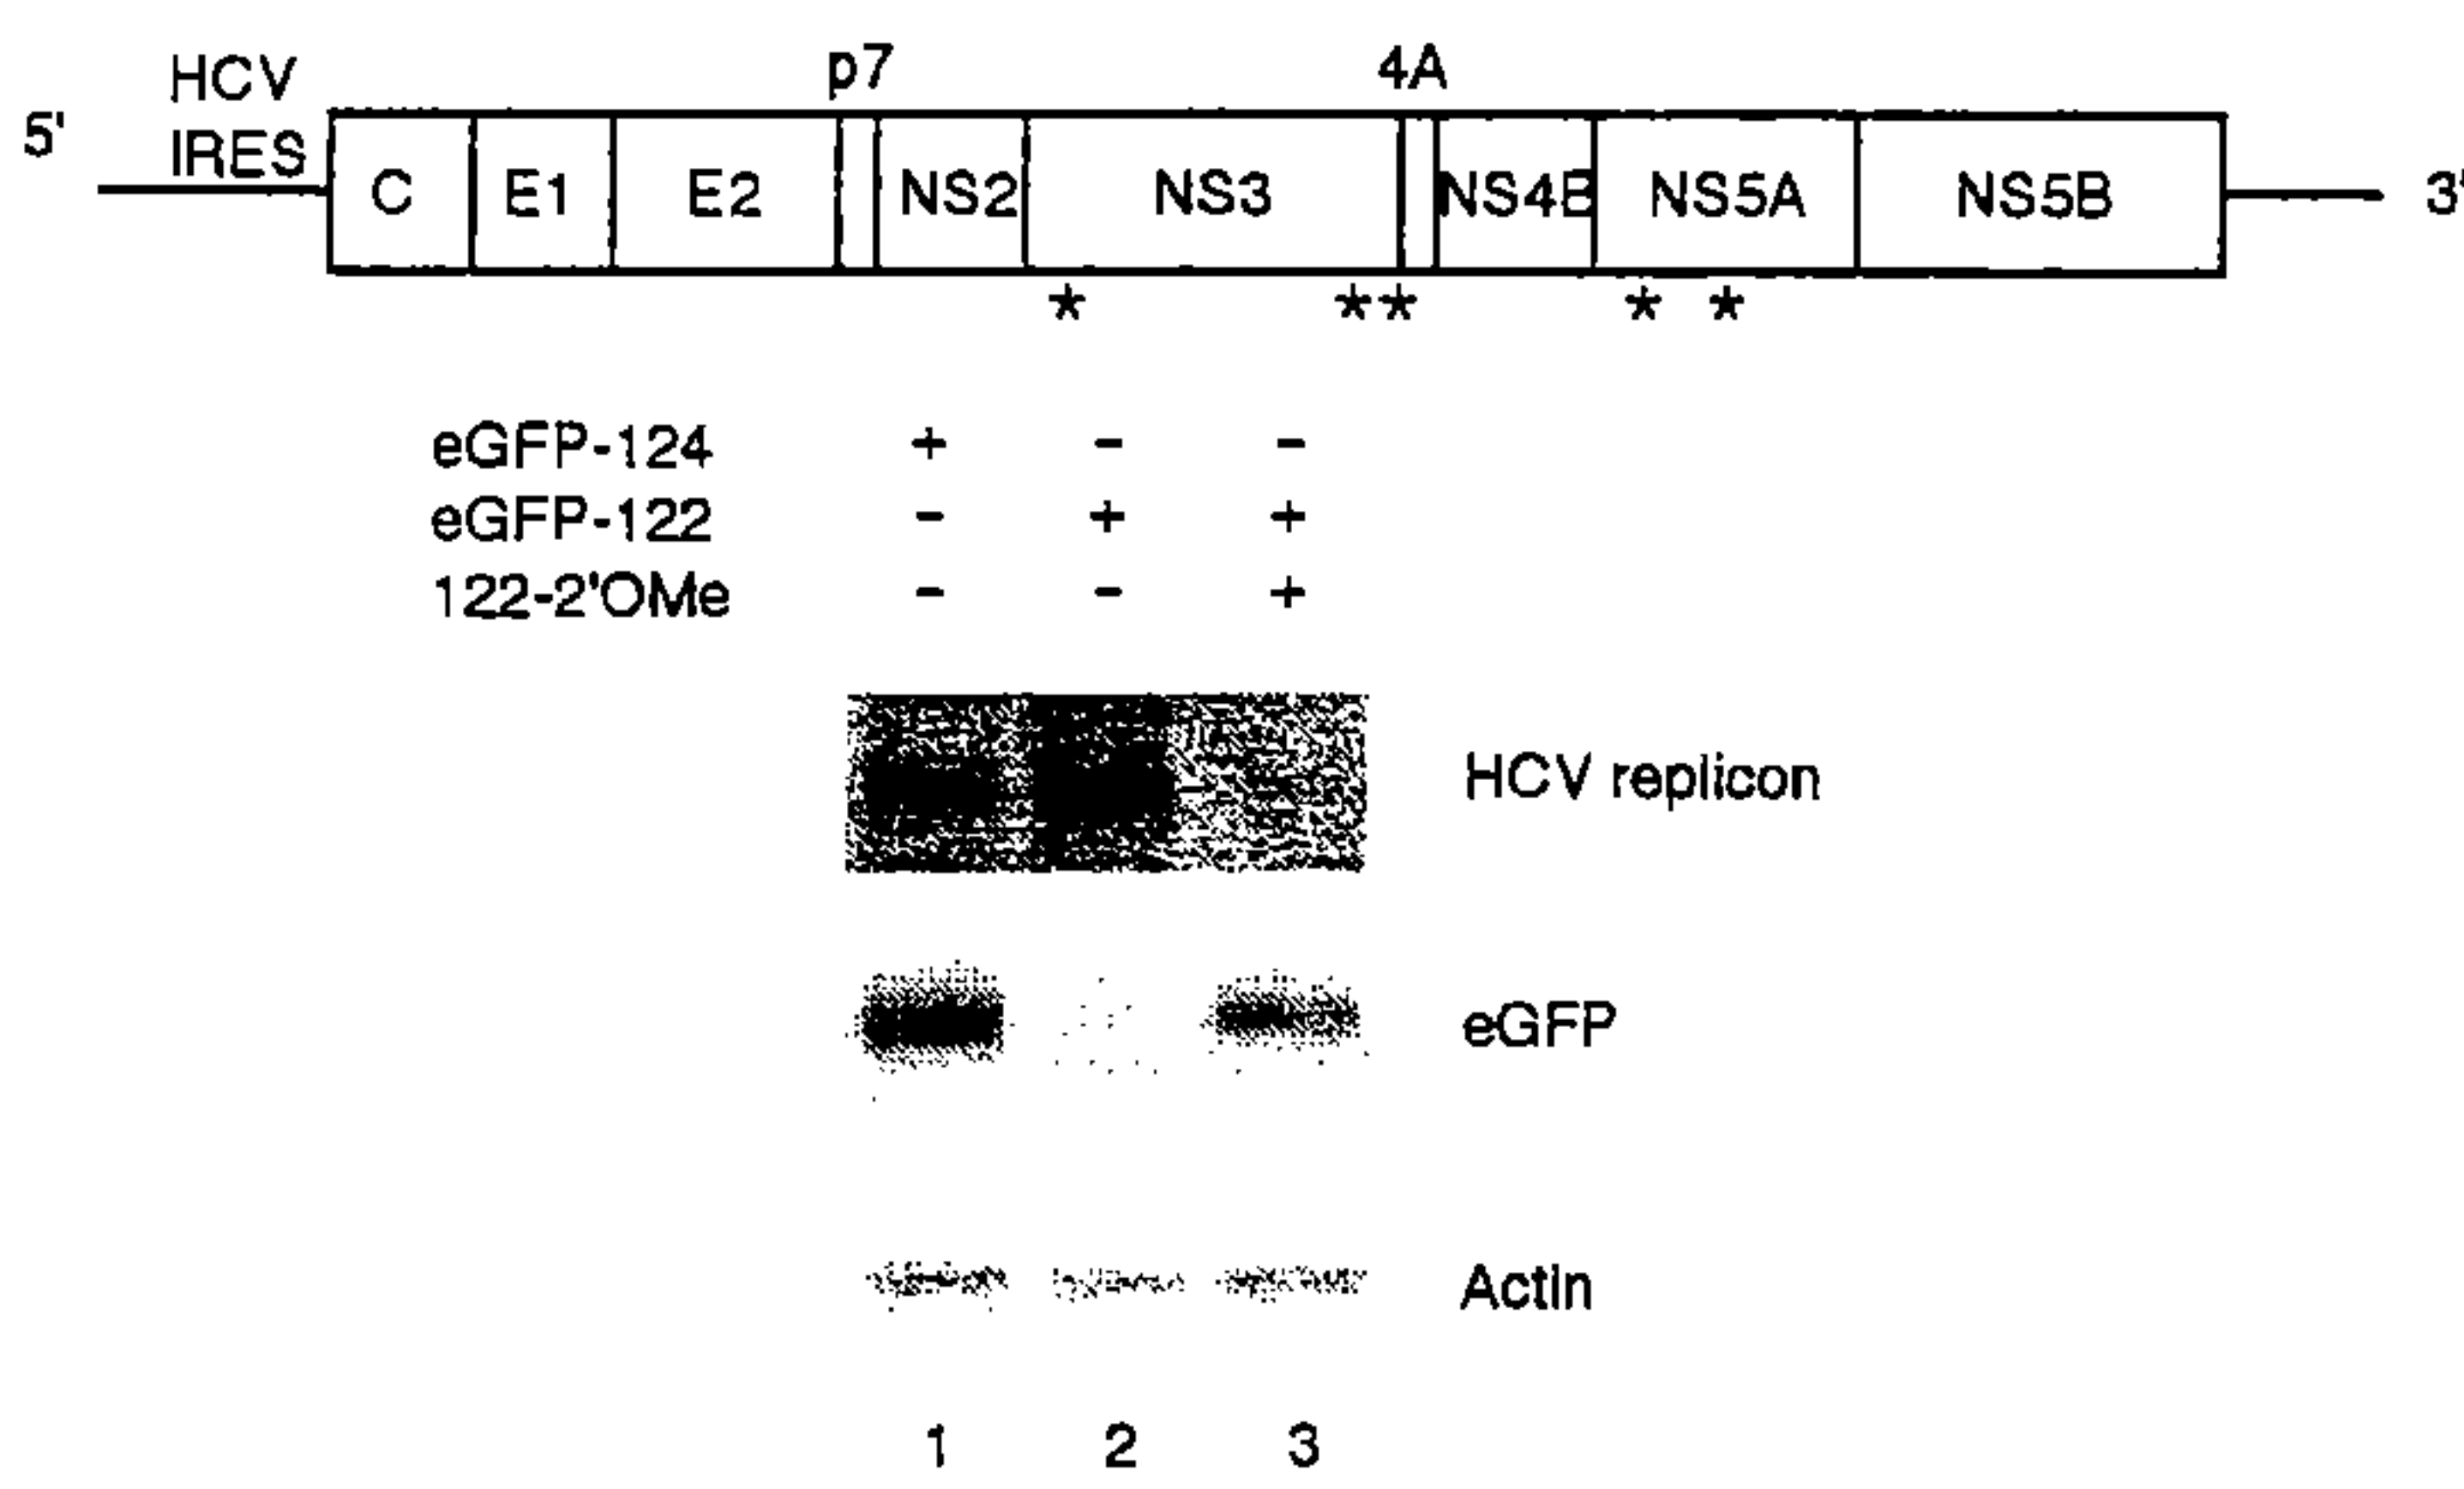 p7 4A
HCV
5' IRES
C E1 E2 NS2 NS3 NS4B NS5A NS5B 3'
* ** * *
eGFP-124 + - -
eGFP-122 - + +
122-2'OMe - - +
HCV replicon
eGFP
Actin
1 2 3